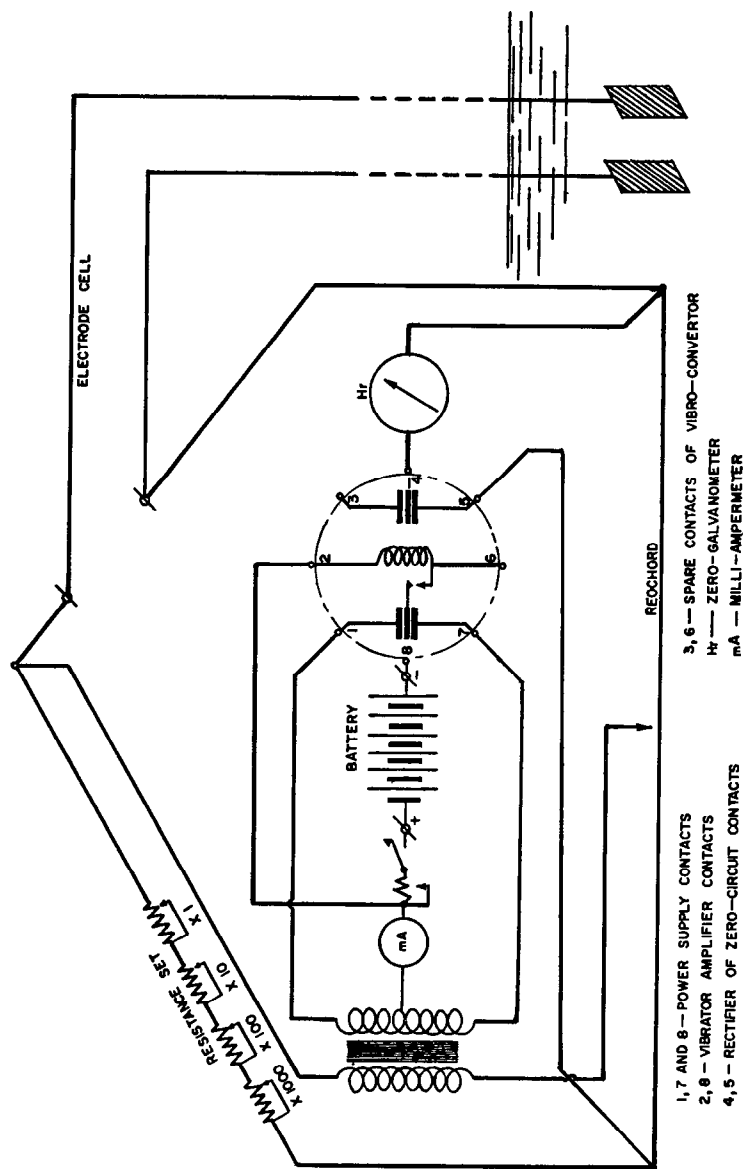 ELECTRODE CELL
RESISTANCE SET
X 1
X 10
X 100
X 1000
BATTERY
+
-
mA
Hr
1
2
3
4
5
6
7
8
REOCHORD
1,7 AND 8 — POWER SUPPLY CONTACTS
2,8 — VIBRATOR AMPLIFIER CONTACTS
4,5 — RECTIFIER OF ZERO-CIRCUIT CONTACTS
3,6 — SPARE CONTACTS OF VIBRO-CONVERTOR
Hr — ZERO-GALVANOMETER
mA — MILLI-AMPERMETER